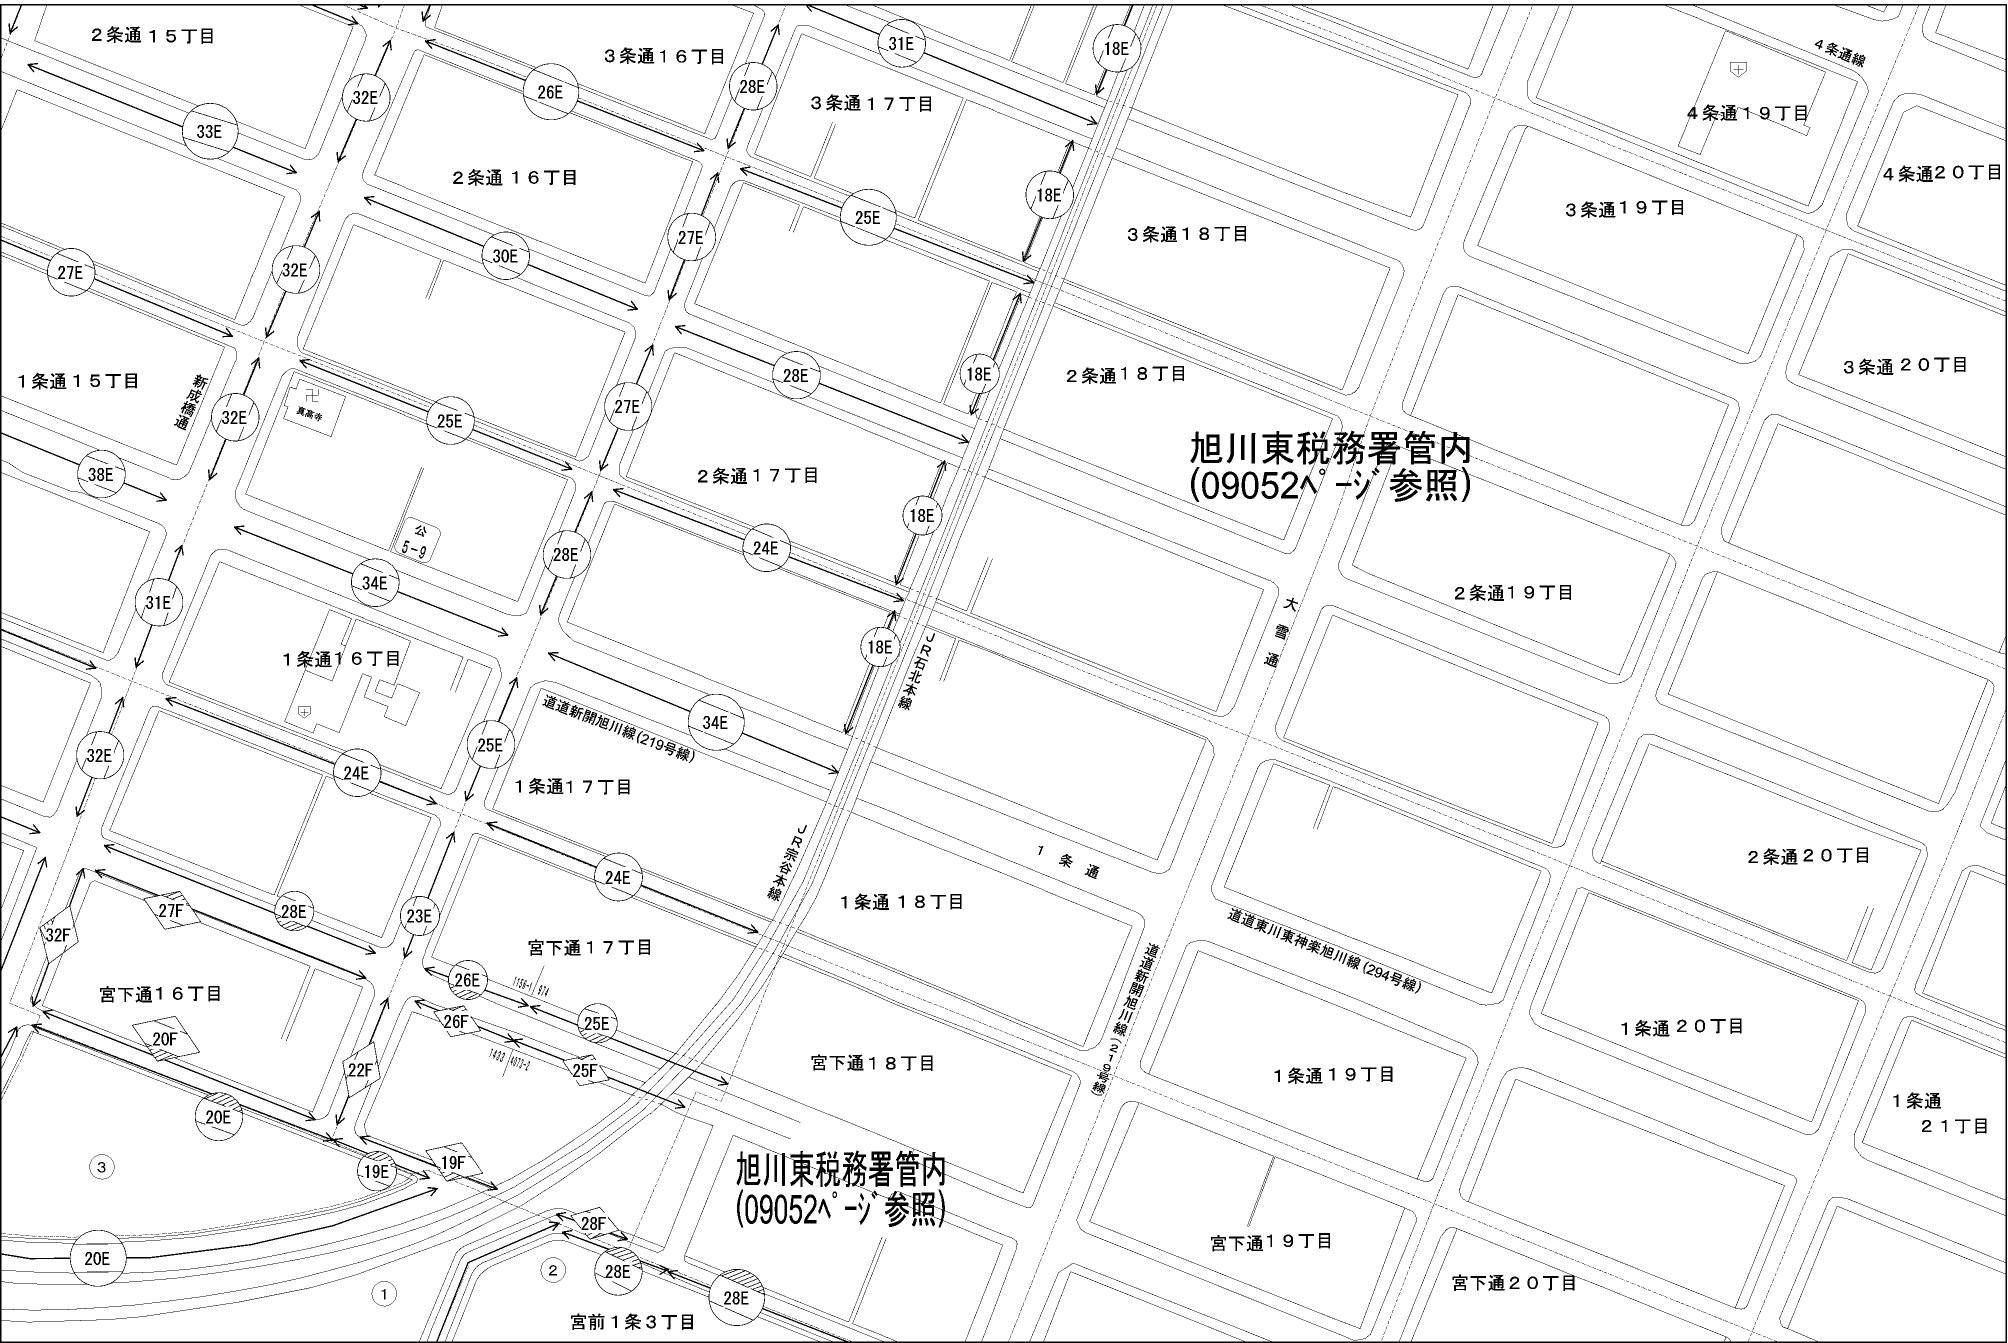 2条通15丁目
3条通16丁目
31E
18E
4条通線
26E
28E
32E
3条通17丁目
4条通19丁目
33E
2条通16丁目
18E
4条通20丁目
25E
3条通19丁目
27E
3条通18丁目
30E
32E
27E
1条通15丁目
新成橋通
真高寺
28E
18E
2条通18丁目
3条通20丁目
32E
25E
27E
旭川東税務署管内
(09052ページ参照)
38E
2条通17丁目
18E
公
5-9
24E
28E
34E
31E
2条通19丁目
大雪通
1条通16丁目
18E
JR石北本線
道道新開旭川線(219号線)
34E
32E
25E
24E
1条通17丁目
JR宗谷本線
1条通
2条通20丁目
24E
1条通18丁目
27F
28E
23E
32F
宮下通17丁目
道道東川東神楽旭川線(294号線)
道道新開旭川線(219号線)
宮下通16丁目
26E
1156-1
974
25E
20F
26F
1403
4073-2
25F
22F
宮下通18丁目
1条通19丁目
1条通20丁目
20E
1条通
21丁目
3
19E
19F
旭川東税務署管内
(09052ページ参照)
28F
20E
2
28E
1
28E
宮下通19丁目
宮下通20丁目
宮前1条3丁目